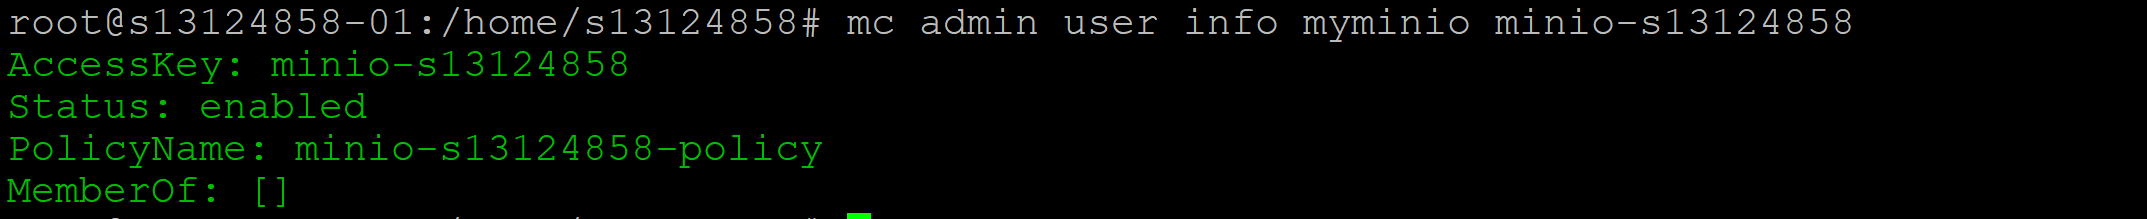 root@s13124858-01:/home/s13124858# mc admin user info myminio minio-s13124858
AccessKey: minio-s13124858
Status: enabled
PolicyName: minio-s13124858-policy
MemberOf: []